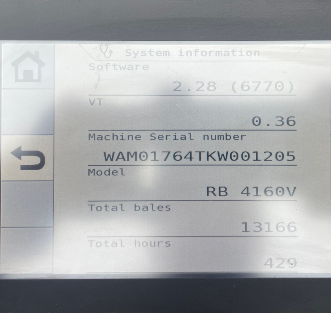 System information
Software
2.28 (6770)
VT
0.36
Machine Serial number
WAM01764TKW001205
Model
RB 4160V
Total bales
13166
Total hours
429